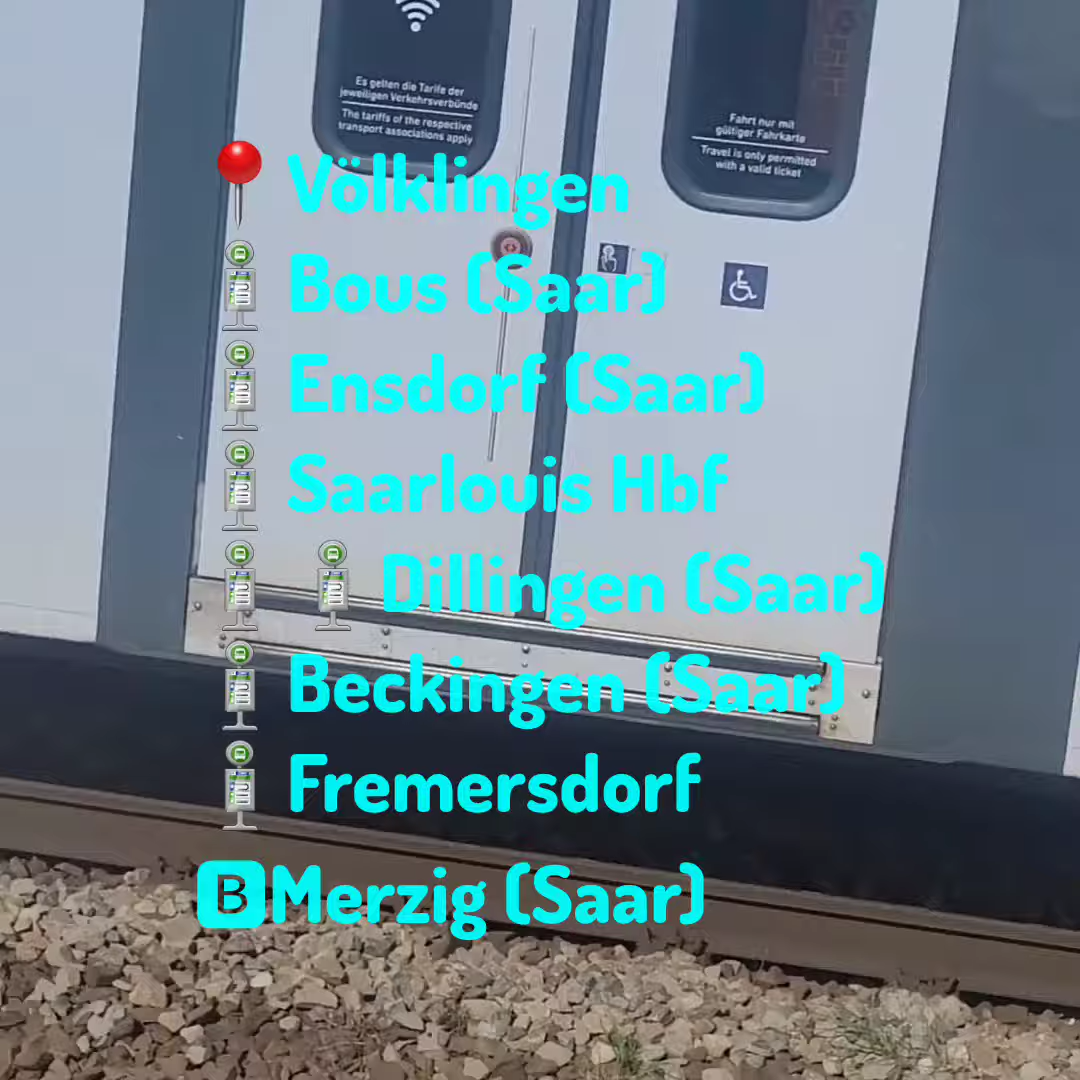 Es gelten die Tarife der
jeweiligen Verkehrsverbünde
The tariffs of the respective
transport associations apply
Fahrt nur mit
gültiger Fahrkarte
Travel is only permitted
with a valid ticket
Völklingen
Bous (Saar)
Ensdorf (Saar)
Saarlouis Hbf
Dillingen (Saar)
Beckingen (Saar)
Fremersdorf
🅱Merzig (Saar)